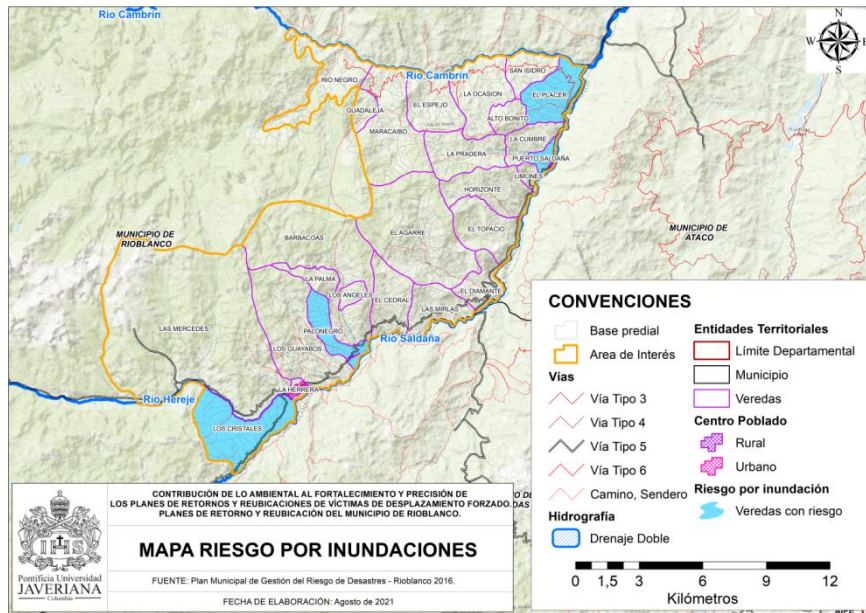 Río Cambrín
N
W
E
S
Río Cambrín
SAN ISIDRO
RIO NEGRO
LA OCASION
EL PLACER
EL ESPEJO
GUADALEJA
ALTO BONITO
MARACAIBO
LA CUMBRE
LA PRADERA
PUERTO SALDAÑA
LIMONES
HORIZONTE
MUNICIPIO DE
RIOBLANCO
BARBACOAS
EL AGARRE
EL TOPACIO
MUNICIPIO DE
ATACO
LA PALMA
LOS ANGELES
EL CEDRAL
EL DIAMANTE
LAS MIRLAS
LAS MERCEDES
PALONEGRO
Río Saldaña
LOS GUAYABOS
LA HERRERA
Río Hereje
LOS CRISTALES
CONVENCIONES
Base predial
Area de Interés
Vías
Vía Tipo 3
Via Tipo 4
Vía Tipo 5
Vía Tipo 6
Camino, Sendero
Hidrografía
Drenaje Doble
Entidades Territoriales
Límite Departamental
Municipio
Veredas
Centro Poblado
Rural
Urbano
Riesgo por inundación
Veredas con riesgo
0 1,5 3 6 9 12
Kilómetros
Pontificia Universidad
JAVERIANA
Colombia
CONTRIBUCIÓN DE LO AMBIENTAL AL FORTALECIMIENTO Y PRECISIÓN DE
LOS PLANES DE RETORNOS Y REUBICACIONES DE VÍCTIMAS DE DESPLAZAMIENTO FORZADO.
PLANES DE RETORNO Y REUBICACIÓN DEL MUNICIPIO DE RIOBLANCO.
MAPA RIESGO POR INUNDACIONES
FUENTE: Plan Municipal de Gestión del Riesgo de Desastres - Rioblanco 2016.
FECHA DE ELABORACIÓN: Agosto de 2021